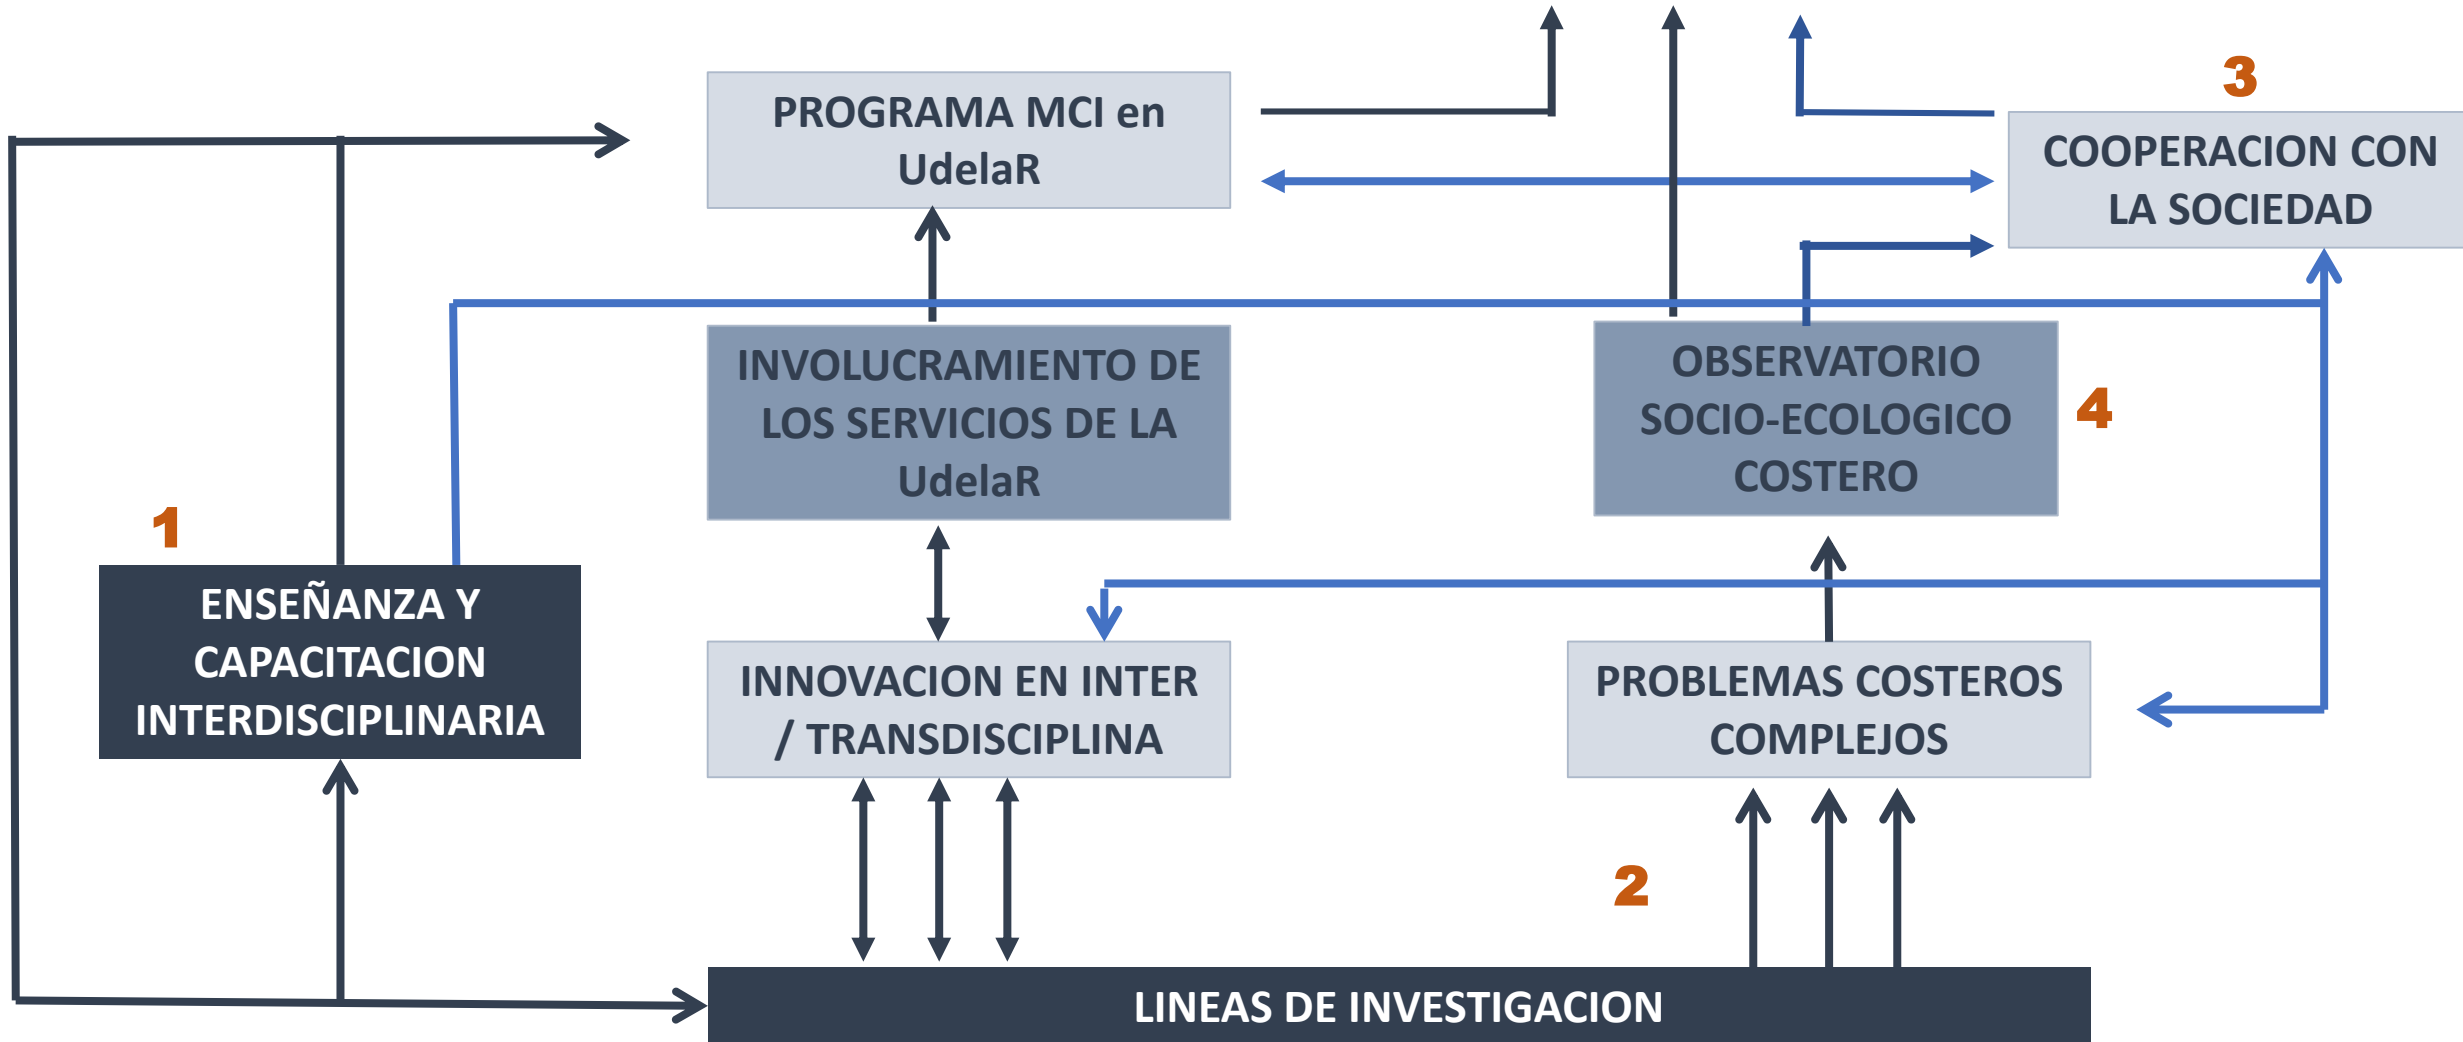 PROGRAMA MCI en
UdelaR
3
COOPERACION CON
LA SOCIEDAD
INVOLUCRAMIENTO DE
LOS SERVICIOS DE LA
UdelaR
OBSERVATORIO
SOCIO-ECOLOGICO
COSTERO
4
1
ENSEÑANZA Y
CAPACITACION
INTERDISCIPLINARIA
INNOVACION EN INTER
/ TRANSDISCIPLINA
PROBLEMAS COSTEROS
COMPLEJOS
2
LINEAS DE INVESTIGACION